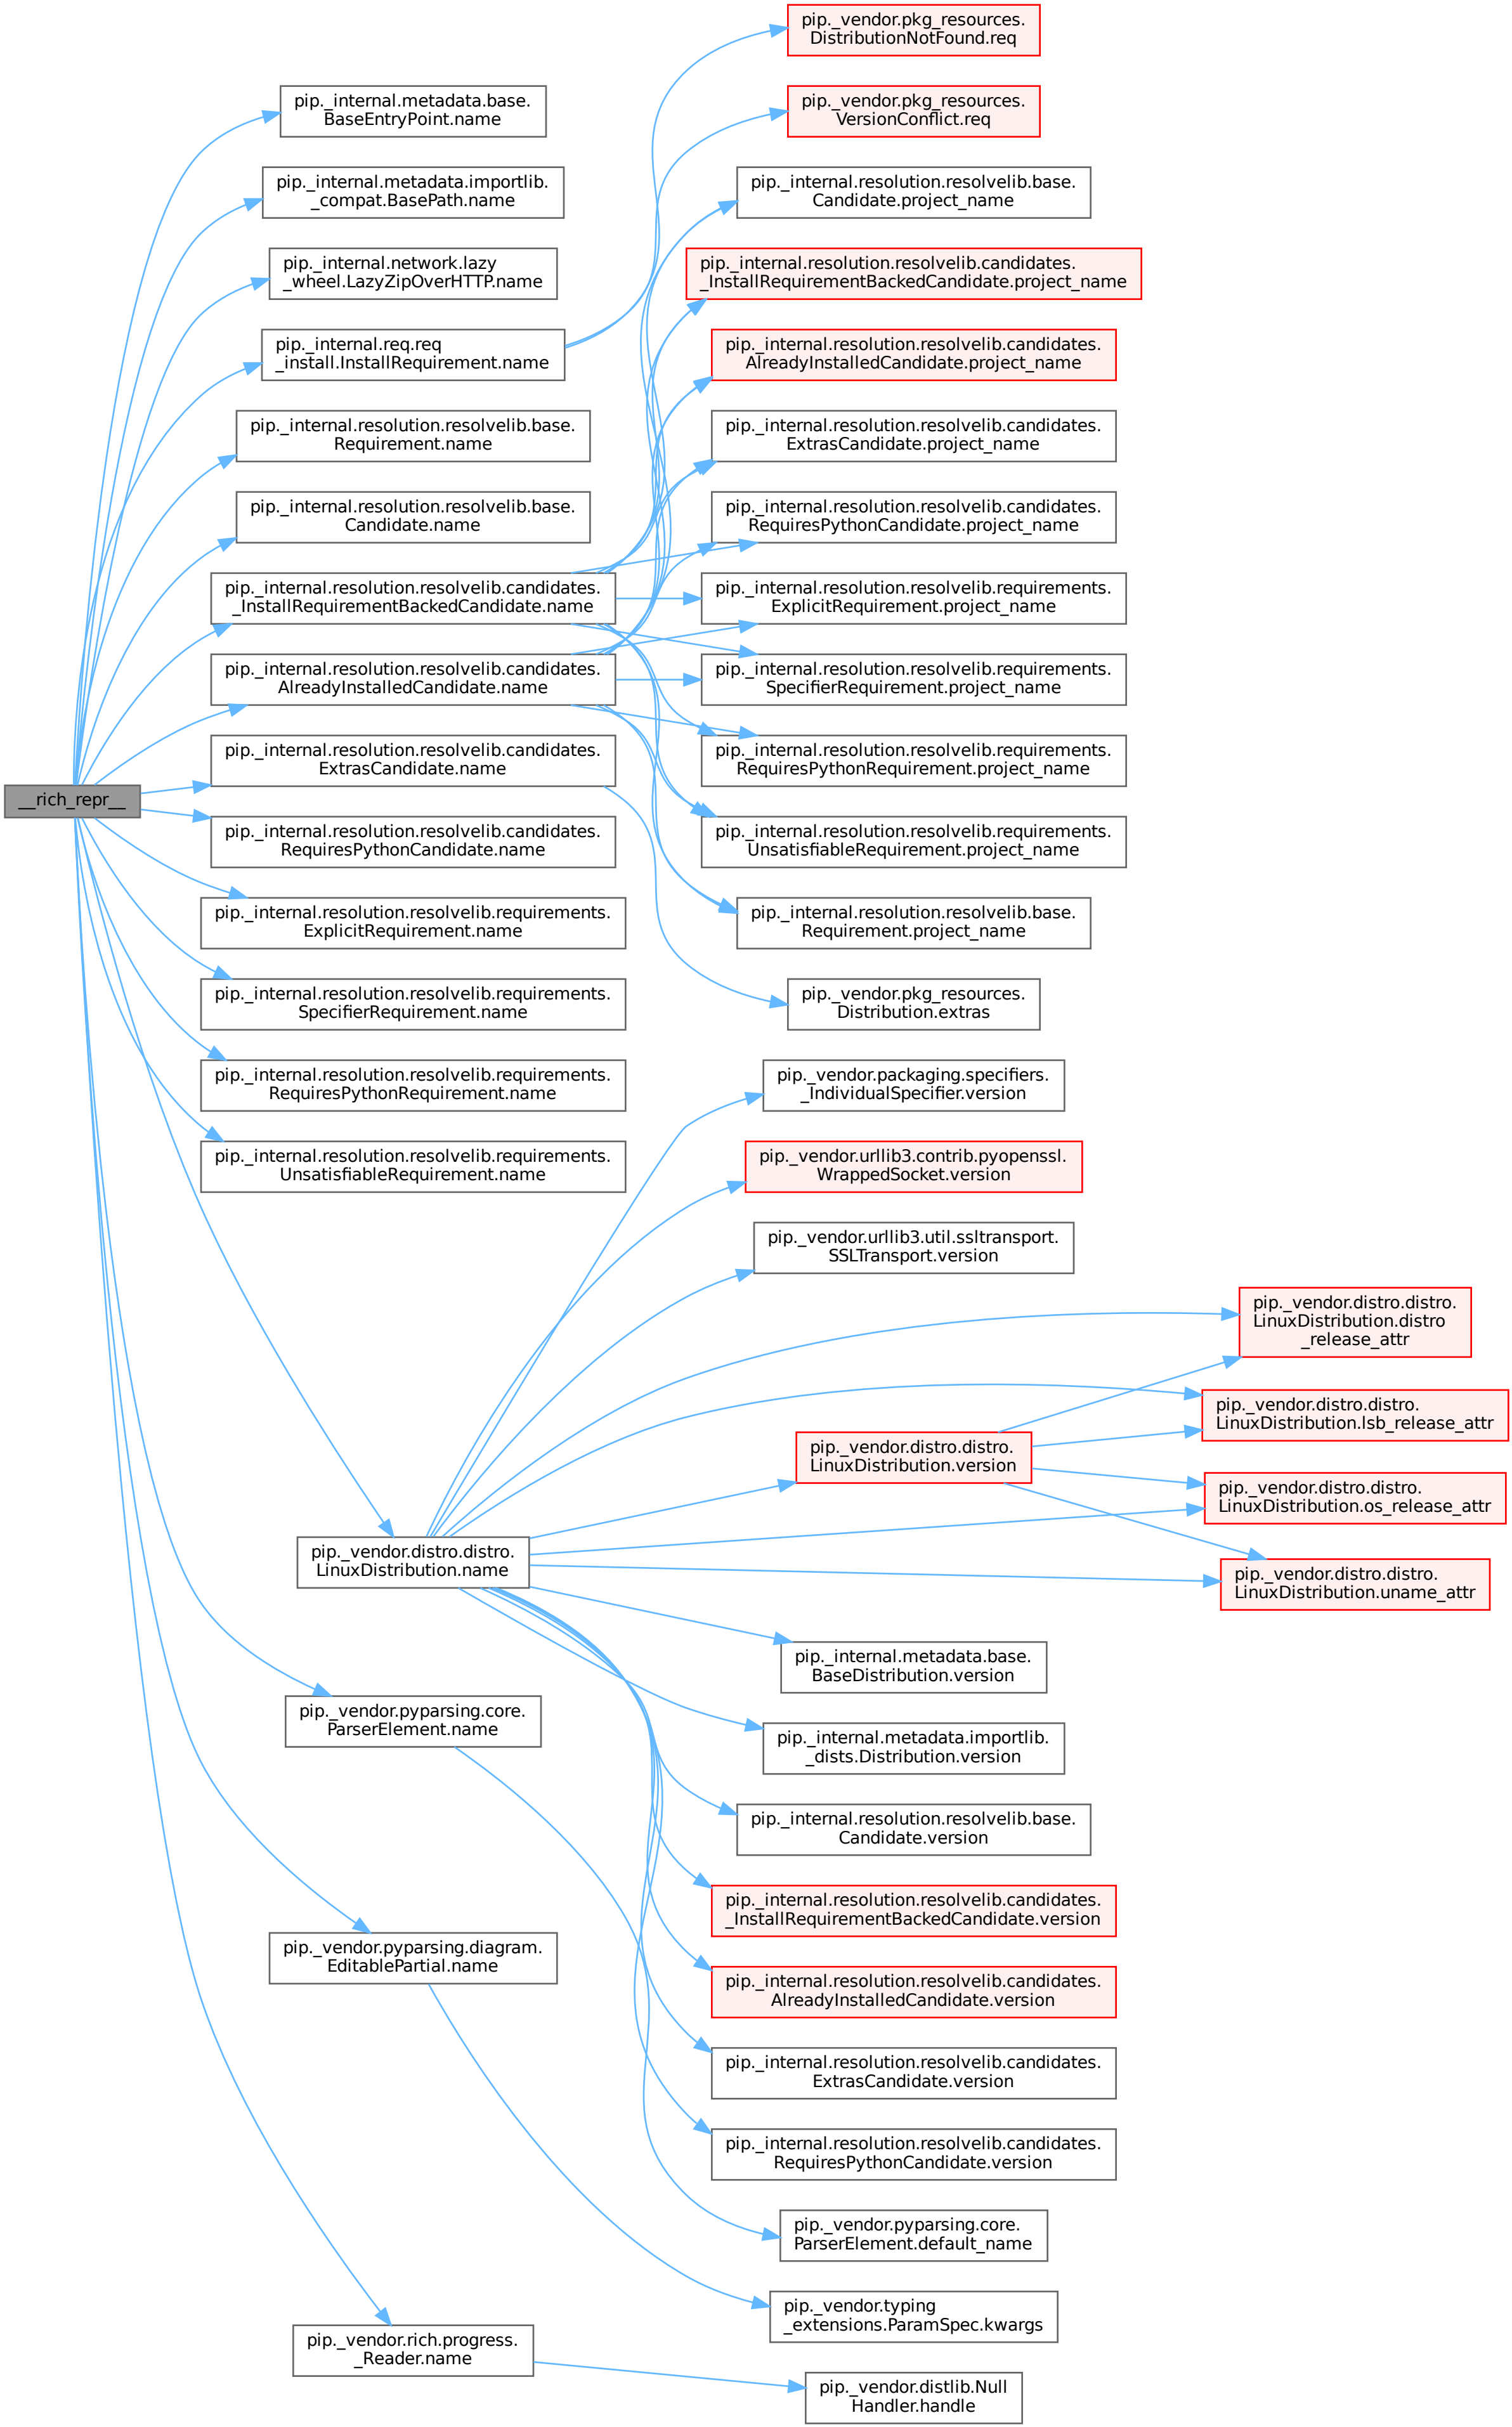 __rich_repr__
pip._internal.metadata.base.
BaseEntryPoint.name
pip._internal.metadata.importlib.
_compat.BasePath.name
pip._internal.network.lazy
_wheel.LazyZipOverHTTP.name
pip._internal.req.req
_install.InstallRequirement.name
pip._internal.resolution.resolvelib.base.
Requirement.name
pip._internal.resolution.resolvelib.base.
Candidate.name
pip._internal.resolution.resolvelib.candidates.
_InstallRequirementBackedCandidate.name
pip._internal.resolution.resolvelib.candidates.
AlreadyInstalledCandidate.name
pip._internal.resolution.resolvelib.candidates.
ExtrasCandidate.name
pip._internal.resolution.resolvelib.candidates.
RequiresPythonCandidate.name
pip._internal.resolution.resolvelib.requirements.
ExplicitRequirement.name
pip._internal.resolution.resolvelib.requirements.
SpecifierRequirement.name
pip._internal.resolution.resolvelib.requirements.
RequiresPythonRequirement.name
pip._internal.resolution.resolvelib.requirements.
UnsatisfiableRequirement.name
pip._vendor.distro.distro.
LinuxDistribution.name
pip._vendor.pyparsing.core.
ParserElement.name
pip._vendor.pyparsing.diagram.
EditablePartial.name
pip._vendor.rich.progress.
_Reader.name
pip._vendor.pkg_resources.
DistributionNotFound.req
pip._vendor.pkg_resources.
VersionConflict.req
pip._internal.resolution.resolvelib.base.
Candidate.project_name
pip._internal.resolution.resolvelib.candidates.
_InstallRequirementBackedCandidate.project_name
pip._internal.resolution.resolvelib.candidates.
AlreadyInstalledCandidate.project_name
pip._internal.resolution.resolvelib.candidates.
ExtrasCandidate.project_name
pip._internal.resolution.resolvelib.candidates.
RequiresPythonCandidate.project_name
pip._internal.resolution.resolvelib.requirements.
ExplicitRequirement.project_name
pip._internal.resolution.resolvelib.requirements.
SpecifierRequirement.project_name
pip._internal.resolution.resolvelib.requirements.
RequiresPythonRequirement.project_name
pip._internal.resolution.resolvelib.requirements.
UnsatisfiableRequirement.project_name
pip._internal.resolution.resolvelib.base.
Requirement.project_name
pip._vendor.pkg_resources.
Distribution.extras
pip._vendor.packaging.specifiers.
_IndividualSpecifier.version
pip._vendor.urllib3.contrib.pyopenssl.
WrappedSocket.version
pip._vendor.urllib3.util.ssltransport.
SSLTransport.version
pip._vendor.distro.distro.
LinuxDistribution.version
pip._internal.metadata.base.
BaseDistribution.version
pip._internal.metadata.importlib.
_dists.Distribution.version
pip._internal.resolution.resolvelib.base.
Candidate.version
pip._internal.resolution.resolvelib.candidates.
_InstallRequirementBackedCandidate.version
pip._internal.resolution.resolvelib.candidates.
AlreadyInstalledCandidate.version
pip._internal.resolution.resolvelib.candidates.
ExtrasCandidate.version
pip._internal.resolution.resolvelib.candidates.
RequiresPythonCandidate.version
pip._vendor.pyparsing.core.
ParserElement.default_name
pip._vendor.typing
_extensions.ParamSpec.kwargs
pip._vendor.distlib.Null
Handler.handle
pip._vendor.distro.distro.
LinuxDistribution.distro
_release_attr
pip._vendor.distro.distro.
LinuxDistribution.lsb_release_attr
pip._vendor.distro.distro.
LinuxDistribution.os_release_attr
pip._vendor.distro.distro.
LinuxDistribution.uname_attr